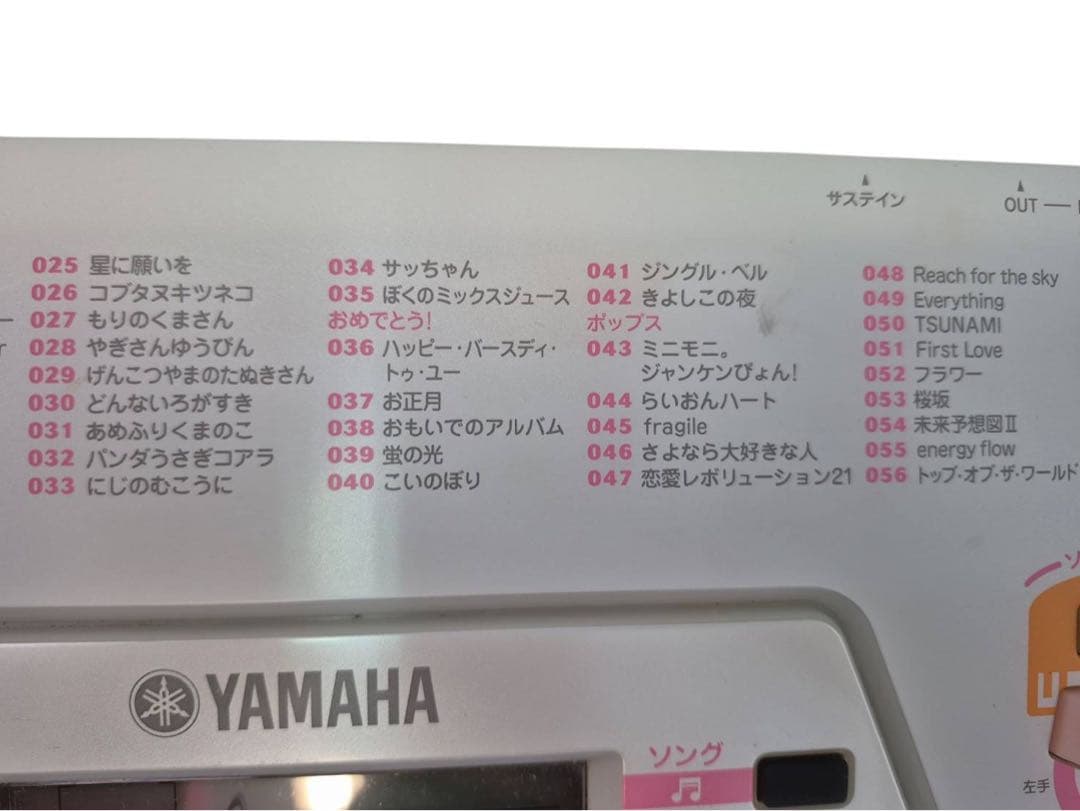 サステイン
OUT
025 星に願いを
026 コブタヌキツネコ
027 もりのくまさん
028 やぎさんゆうびん
029 げんこつやまのたぬきさん
030 どんないろがすき
031 あめふりくまのこ
032 パンダうさぎコアラ
033 にじのむこうに
034 サッちゃん
035 ぼくのミックスジュース
おめでとう!
036 ハッピー・バースディ・
トゥ・ユー
037 お正月
038 おもいでのアルバム
039 蛍の光
040 こいのぼり
041 ジングル・ベル
042 きよしこの夜
ポップス
043 ミニモニ。
ジャンケンぴょん!
044 らいおんハート
045 fragile
046 さよなら大好きな人
047 恋愛レボリューション21
048 Reach for the sky
049 Everything
050 TSUNAMI
051 First Love
052 フラワー
053 桜坂
054 未来予想図Ⅱ
055 energy flow
056 トップ・オブ・ザ・ワールド
YAMAHA
ソング
左手